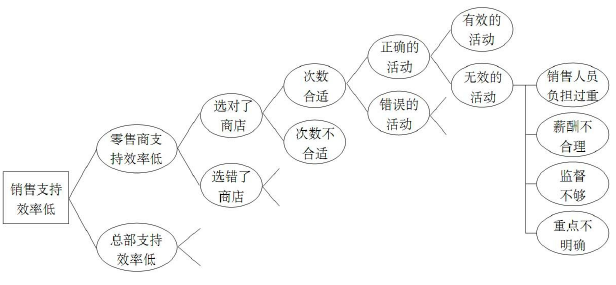 有效的
活动
正确的
活动
次数
合适
无效的
活动
销售人员
负担过重
选对了
商店
错误的
活动
薪酬不
合理
零售商支
持效率低
次数不
合适
选错了
商店
监督
不够
销售支持
效率低
总部支持
效率低
重点不
明确